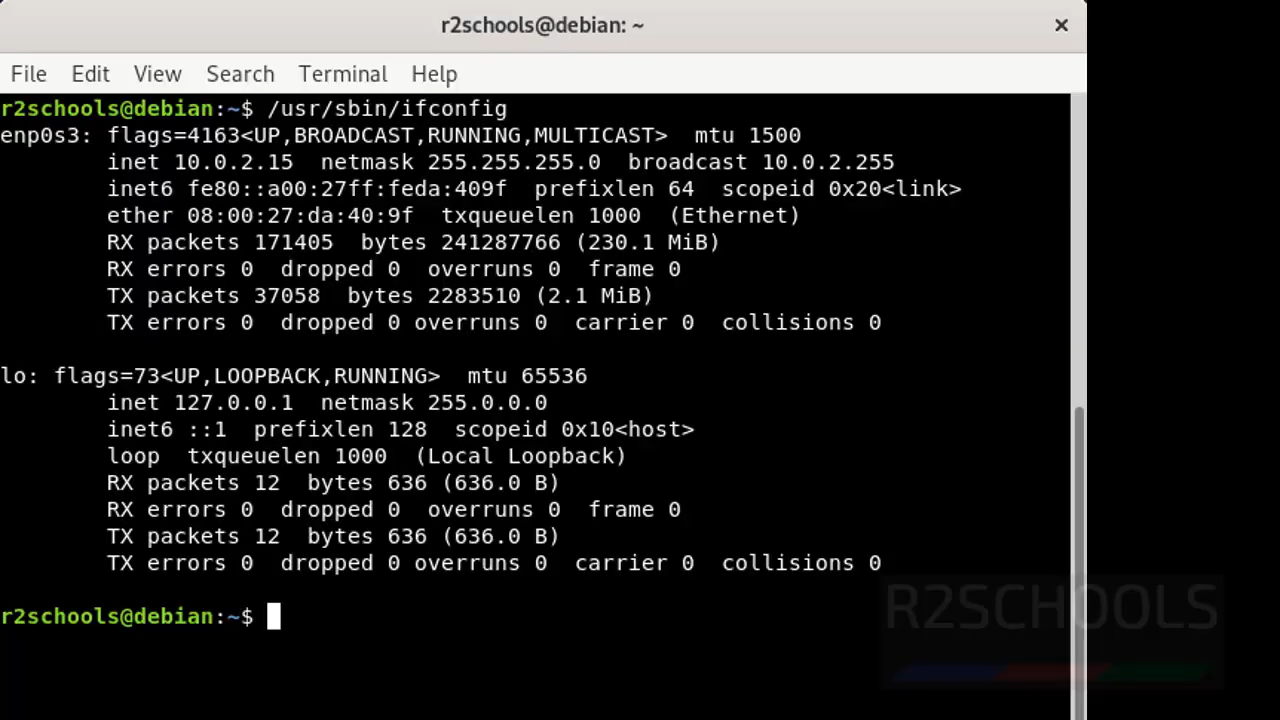 r2schools@debian: ~
×
File Edit View Search Terminal Help
r2schools@debian:~$ /usr/sbin/ifconfig
enp0s3: flags=4163<UP,BROADCAST,RUNNING,MULTICAST>  mtu 1500
        inet 10.0.2.15  netmask 255.255.255.0  broadcast 10.0.2.255
        inet6 fe80::a00:27ff:feda:409f  prefixlen 64  scopeid 0x20<link>
        ether 08:00:27:da:40:9f  txqueuelen 1000  (Ethernet)
        RX packets 171405  bytes 241287766 (230.1 MiB)
        RX errors 0  dropped 0  overruns 0  frame 0
        TX packets 37058  bytes 2283510 (2.1 MiB)
        TX errors 0  dropped 0 overruns 0  carrier 0  collisions 0
lo: flags=73<UP,LOOPBACK,RUNNING>  mtu 65536
        inet 127.0.0.1  netmask 255.0.0.0
        inet6 ::1  prefixlen 128  scopeid 0x10<host>
        loop  txqueuelen 1000  (Local Loopback)
        RX packets 12  bytes 636 (636.0 B)
        RX errors 0  dropped 0  overruns 0  frame 0
        TX packets 12  bytes 636 (636.0 B)
        TX errors 0  dropped 0 overruns 0  carrier 0  collisions 0
r2schools@debian:~$
R2SCHOOLS